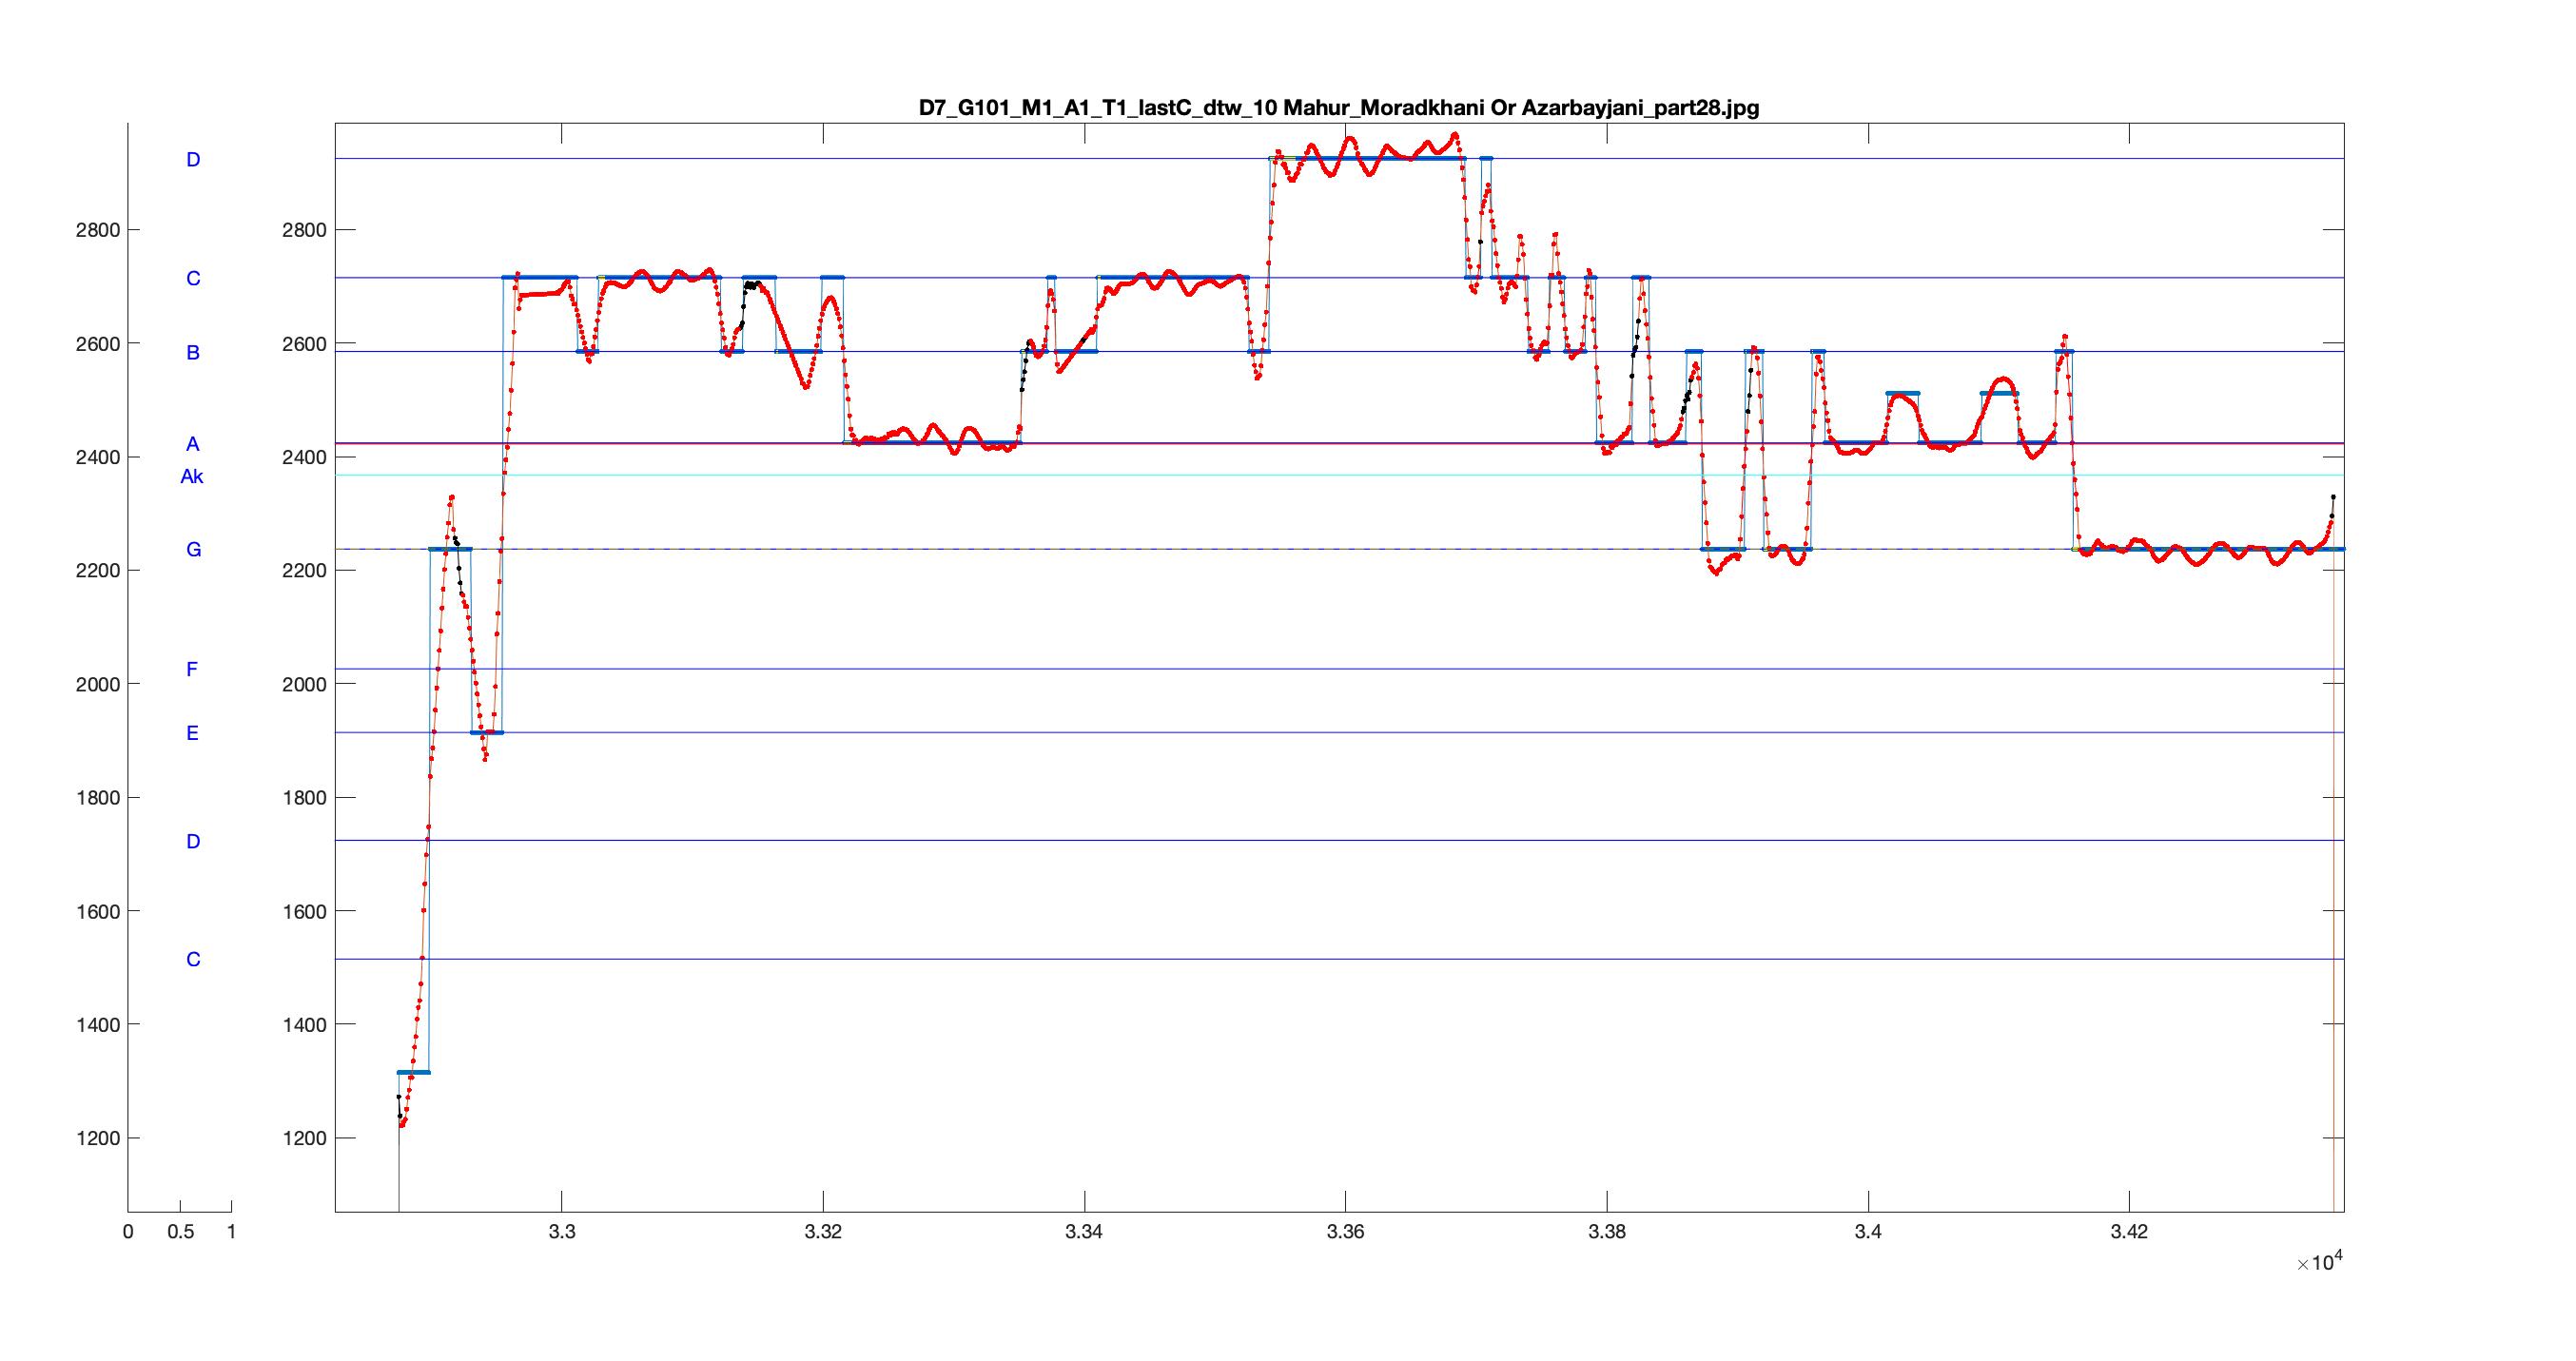 D7_G101_M1_A1_T1_lastC_dtw_10 Mahur_Moradkhani Or Azarbayjani_part28.jpg
D
2800 2800
C
2600 B 2600
A
2400 2400
Ak
G
2200 2200
F
2000 2000
E
1800 1800
D
1600 1600
C
1400 1400
1200 1200
0 0.5 1 3.3 3.32 3.34 3.36 3.38 3.4 3.42
×10^4